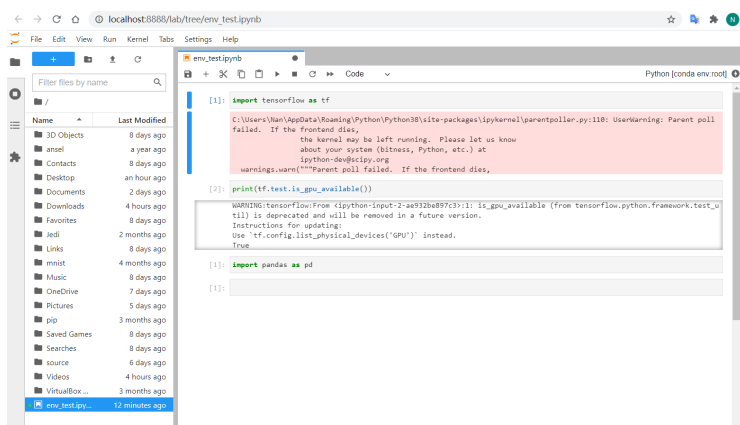 localhost:8888/lab/tree/env_test.ipynb
N
File Edit View Run Kernel Tabs Settings Help
env_test.ipynb
Code
Python [conda env:root]
Filter files by name
/
Name Last Modified
3D Objects 8 days ago
ansel a year ago
Contacts 8 days ago
Desktop an hour ago
Documents 2 days ago
Downloads 4 hours ago
Favorites 8 days ago
Jedi 2 months ago
Links 8 days ago
mnist 4 months ago
Music 8 days ago
OneDrive 7 days ago
Pictures 5 days ago
pip 3 months ago
Saved Games 8 days ago
Searches 8 days ago
source 6 days ago
Videos 4 hours ago
VirtualBox ... 3 months ago
env_test.ipy... 12 minutes ago
[1]: import tensorflow as tf
C:\Users\Nan\AppData\Roaming\Python\Python38\site-packages\ipykernel\parentpoller.py:110: UserWarning: Parent poll
failed. If the frontend dies,
the kernel may be left running. Please let us know
about your system (bitness, Python, etc.) at
ipython-dev@scipy.org
warnings.warn("""Parent poll failed. If the frontend dies,
[2]: print(tf.test.is_gpu_available())
WARNING:tensorflow:From <ipython-input-2-ae932be897c3>:1: is_gpu_available (from tensorflow.python.framework.test_u
til) is deprecated and will be removed in a future version.
Instructions for updating:
Use `tf.config.list_physical_devices('GPU')` instead.
True
[1]: import pandas as pd
[1]: